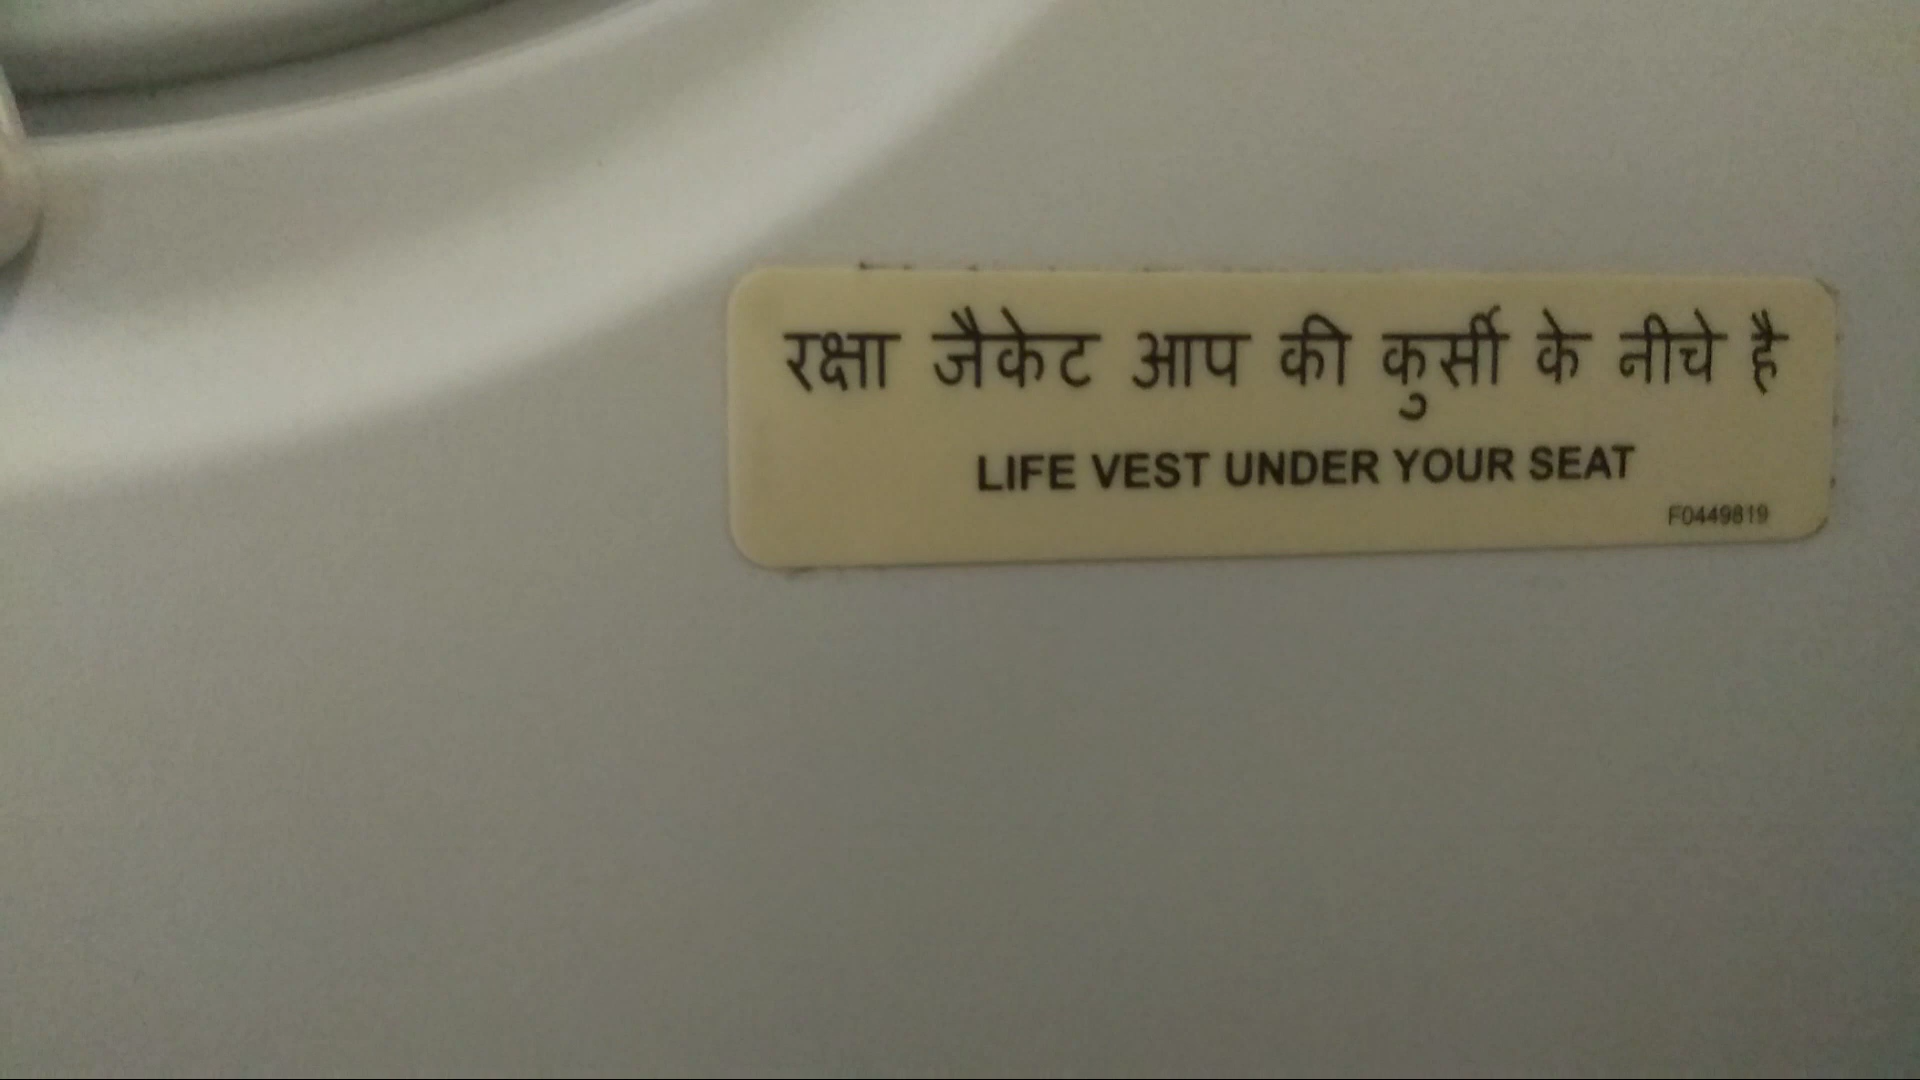 रक्षा जैकेट आप की कुर्सी के नीचे है
LIFE VEST UNDER YOUR SEAT
F0449819